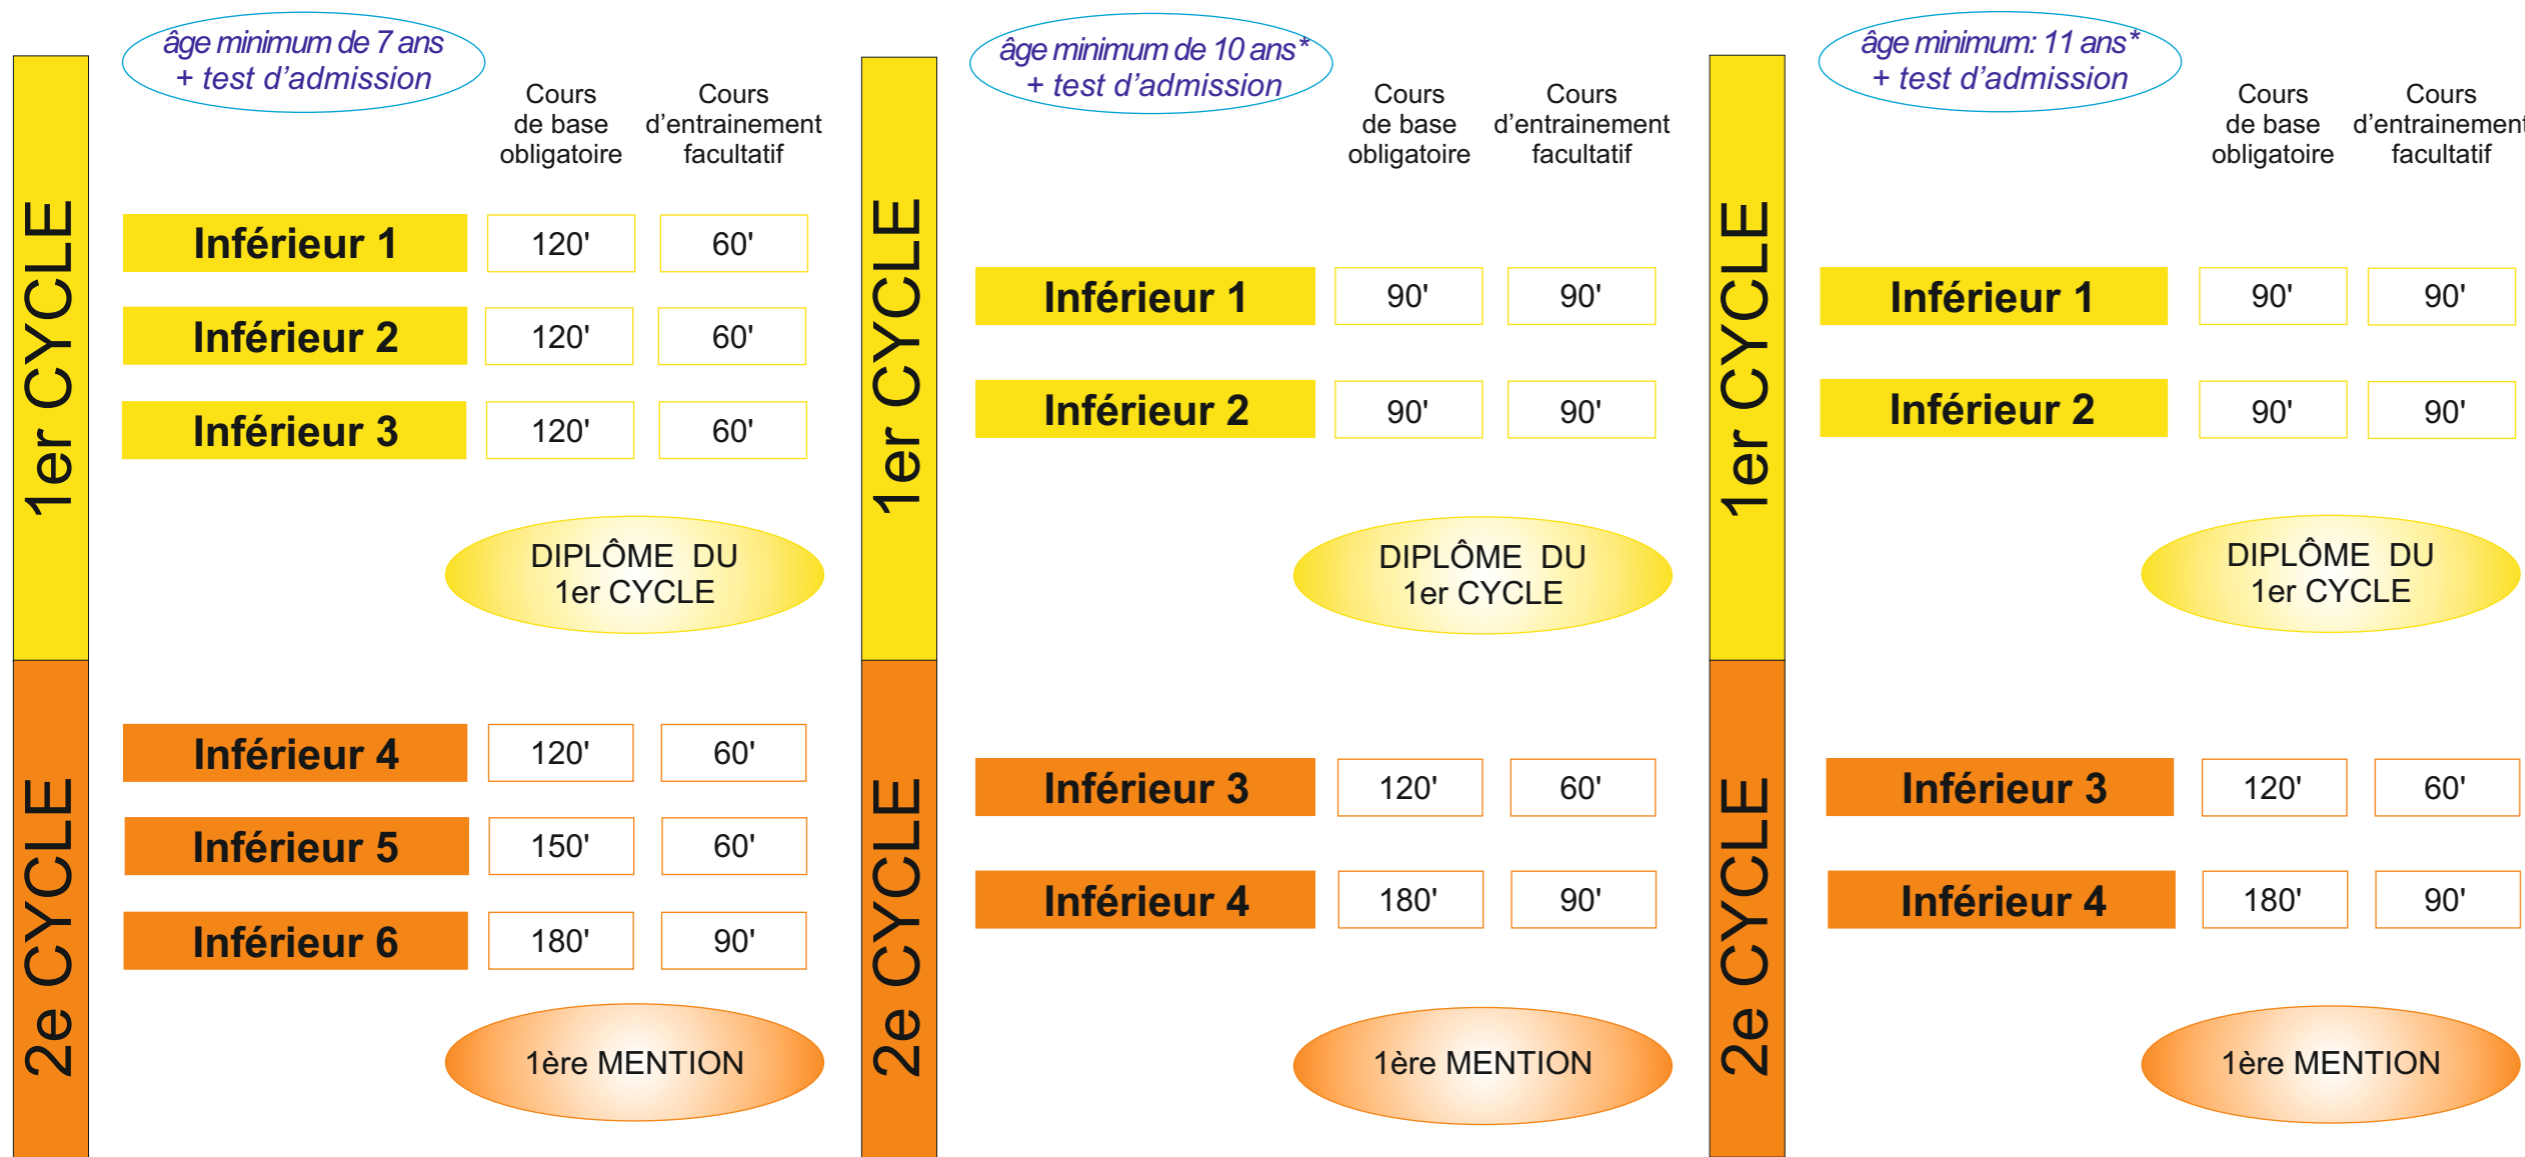 âge minimum de 7 ans
+ test d’admission
Cours
de base
obligatoire
Cours
d’entrainement
facultatif
1er CYCLE
Inférieur 1
120'
60'
Inférieur 2
120'
60'
Inférieur 3
120'
60'
DIPLÔME DU
1er CYCLE
2e CYCLE
Inférieur 4
120'
60'
Inférieur 5
150'
60'
Inférieur 6
180'
90'
1ère MENTION
âge minimum de 10 ans*
+ test d’admission
Cours
de base
obligatoire
Cours
d’entrainement
facultatif
1er CYCLE
Inférieur 1
90'
90'
Inférieur 2
90'
90'
DIPLÔME DU
1er CYCLE
2e CYCLE
Inférieur 3
120'
60'
Inférieur 4
180'
90'
1ère MENTION
âge minimum: 11 ans*
+ test d’admission
Cours
de base
obligatoire
Cours
d’entrainement
facultatif
1er CYCLE
Inférieur 1
90'
90'
Inférieur 2
90'
90'
DIPLÔME DU
1er CYCLE
2e CYCLE
Inférieur 3
120'
60'
Inférieur 4
180'
90'
1ère MENTION